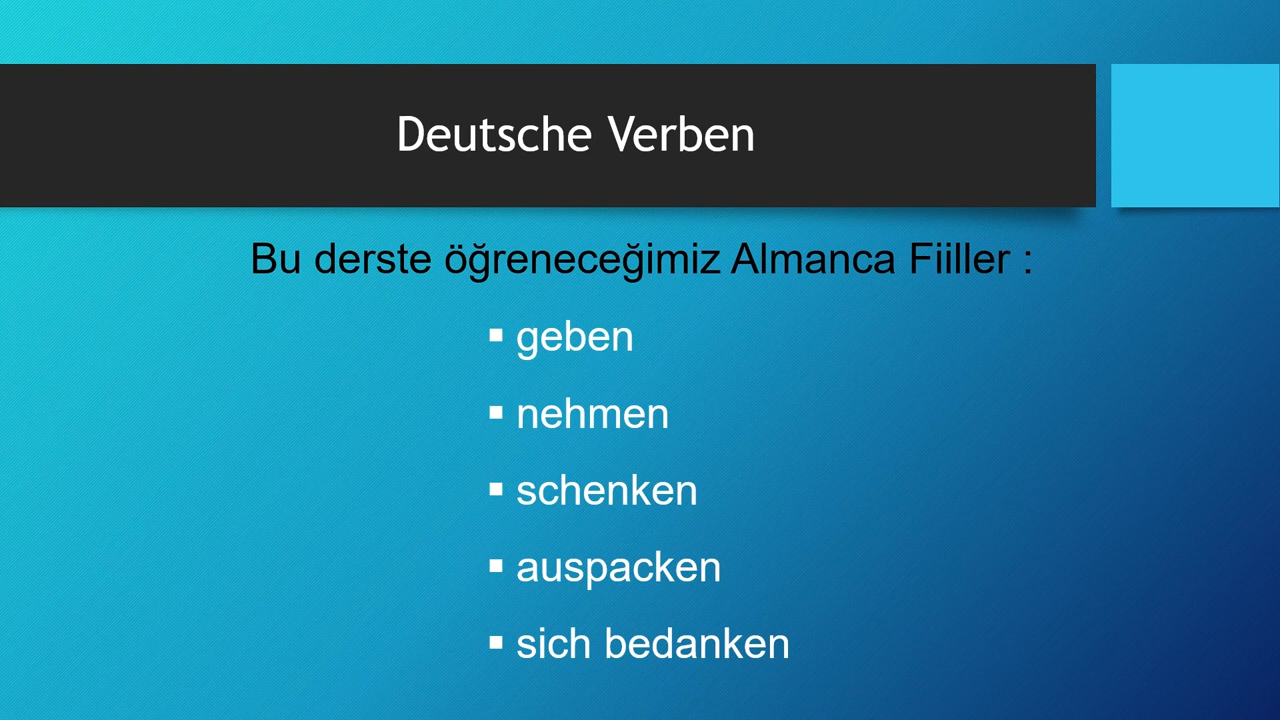 Deutsche Verben
Bu derste öğreneceğimiz Almanca Fiiller :
▪ geben
▪ nehmen
▪ schenken
▪ auspacken
▪ sich bedanken